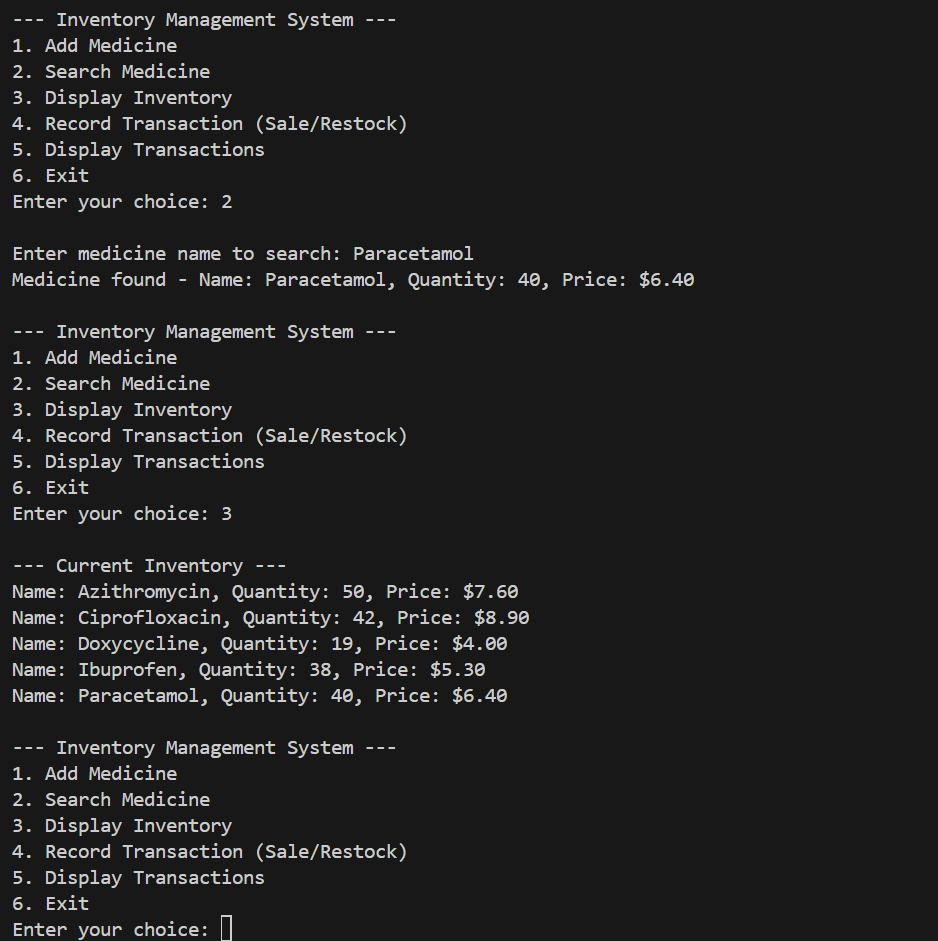 --- Inventory Management System ---
1. Add Medicine
2. Search Medicine
3. Display Inventory
4. Record Transaction (Sale/Restock)
5. Display Transactions
6. Exit
Enter your choice: 2

Enter medicine name to search: Paracetamol
Medicine found - Name: Paracetamol, Quantity: 40, Price: $6.40

--- Inventory Management System ---
1. Add Medicine
2. Search Medicine
3. Display Inventory
4. Record Transaction (Sale/Restock)
5. Display Transactions
6. Exit
Enter your choice: 3

--- Current Inventory ---
Name: Azithromycin, Quantity: 50, Price: $7.60
Name: Ciprofloxacin, Quantity: 42, Price: $8.90
Name: Doxycycline, Quantity: 19, Price: $4.00
Name: Ibuprofen, Quantity: 38, Price: $5.30
Name: Paracetamol, Quantity: 40, Price: $6.40

--- Inventory Management System ---
1. Add Medicine
2. Search Medicine
3. Display Inventory
4. Record Transaction (Sale/Restock)
5. Display Transactions
6. Exit
Enter your choice: